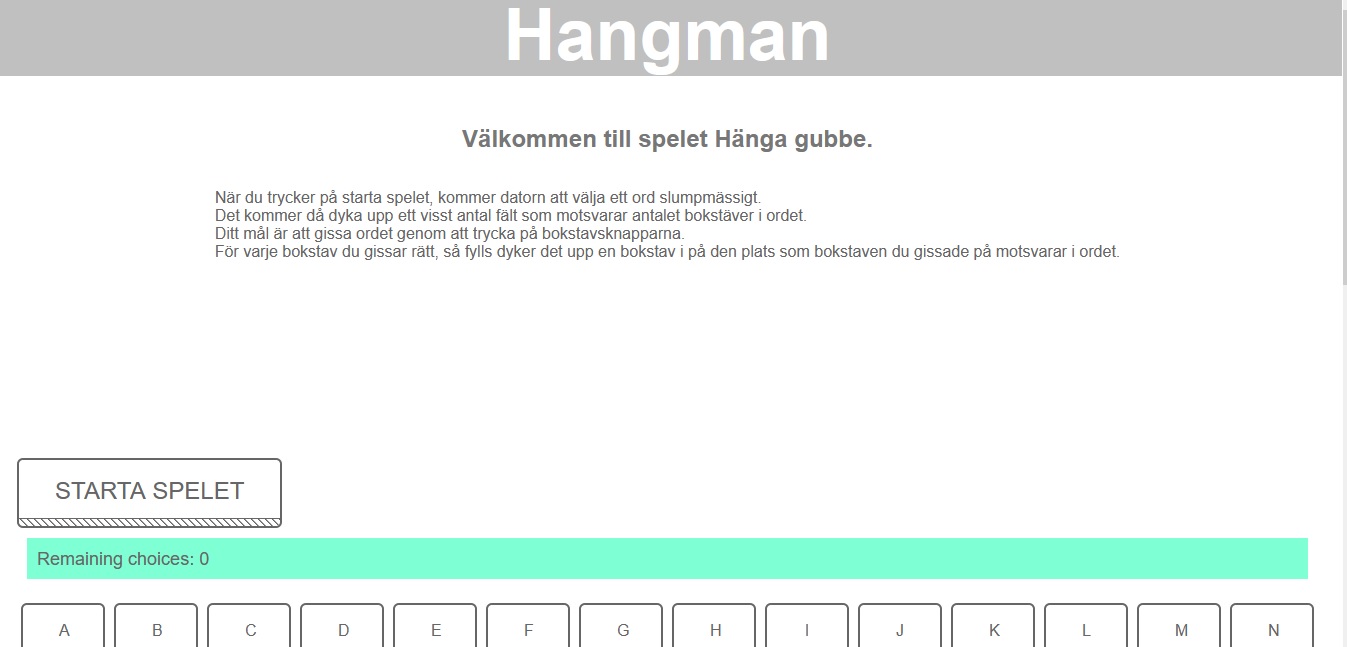 Hangman
Välkommen till spelet Hänga gubbe.
När du trycker på starta spelet, kommer datorn att välja ett ord slumpmässigt.
Det kommer då dyka upp ett visst antal fält som motsvarar antalet bokstäver i ordet.
Ditt mål är att gissa ordet genom att trycka på bokstavsknapparna.
För varje bokstav du gissar rätt, så fylls dyker det upp en bokstav i på den plats som bokstaven du gissade på motsvarar i ordet.
STARTA SPELET
Remaining choices: 0
A B C D E F G H I J K L M N